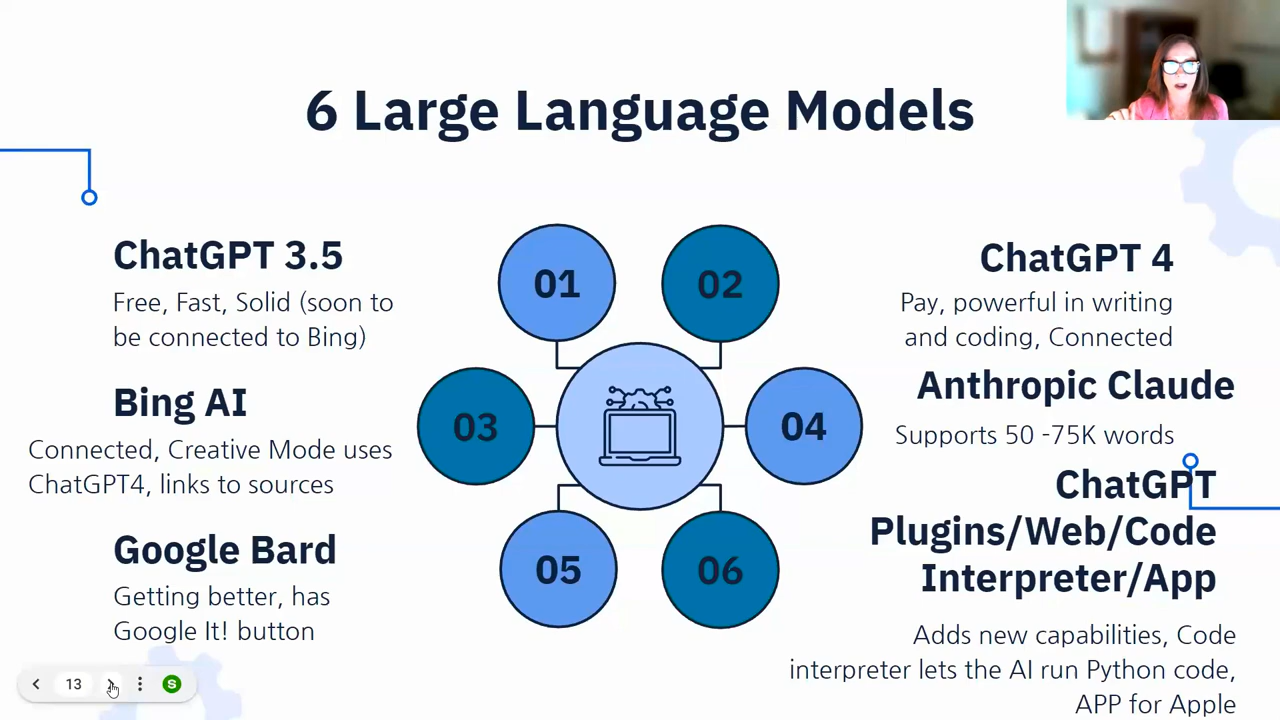 6 Large Language Models
ChatGPT 3.5
Free, Fast, Solid (soon to
be connected to Bing)
01
02
ChatGPT 4
Pay, powerful in writing
and coding, Connected
Bing AI
Connected, Creative Mode uses
ChatGPT4, links to sources
03
04
Anthropic Claude
Supports 50 -75K words
Google Bard
Getting better, has
Google It! button
05
06
ChatGPT
Plugins/Web/Code
Interpreter/App
Adds new capabilities, Code
interpreter lets the AI run Python code,
APP for Apple
13
S